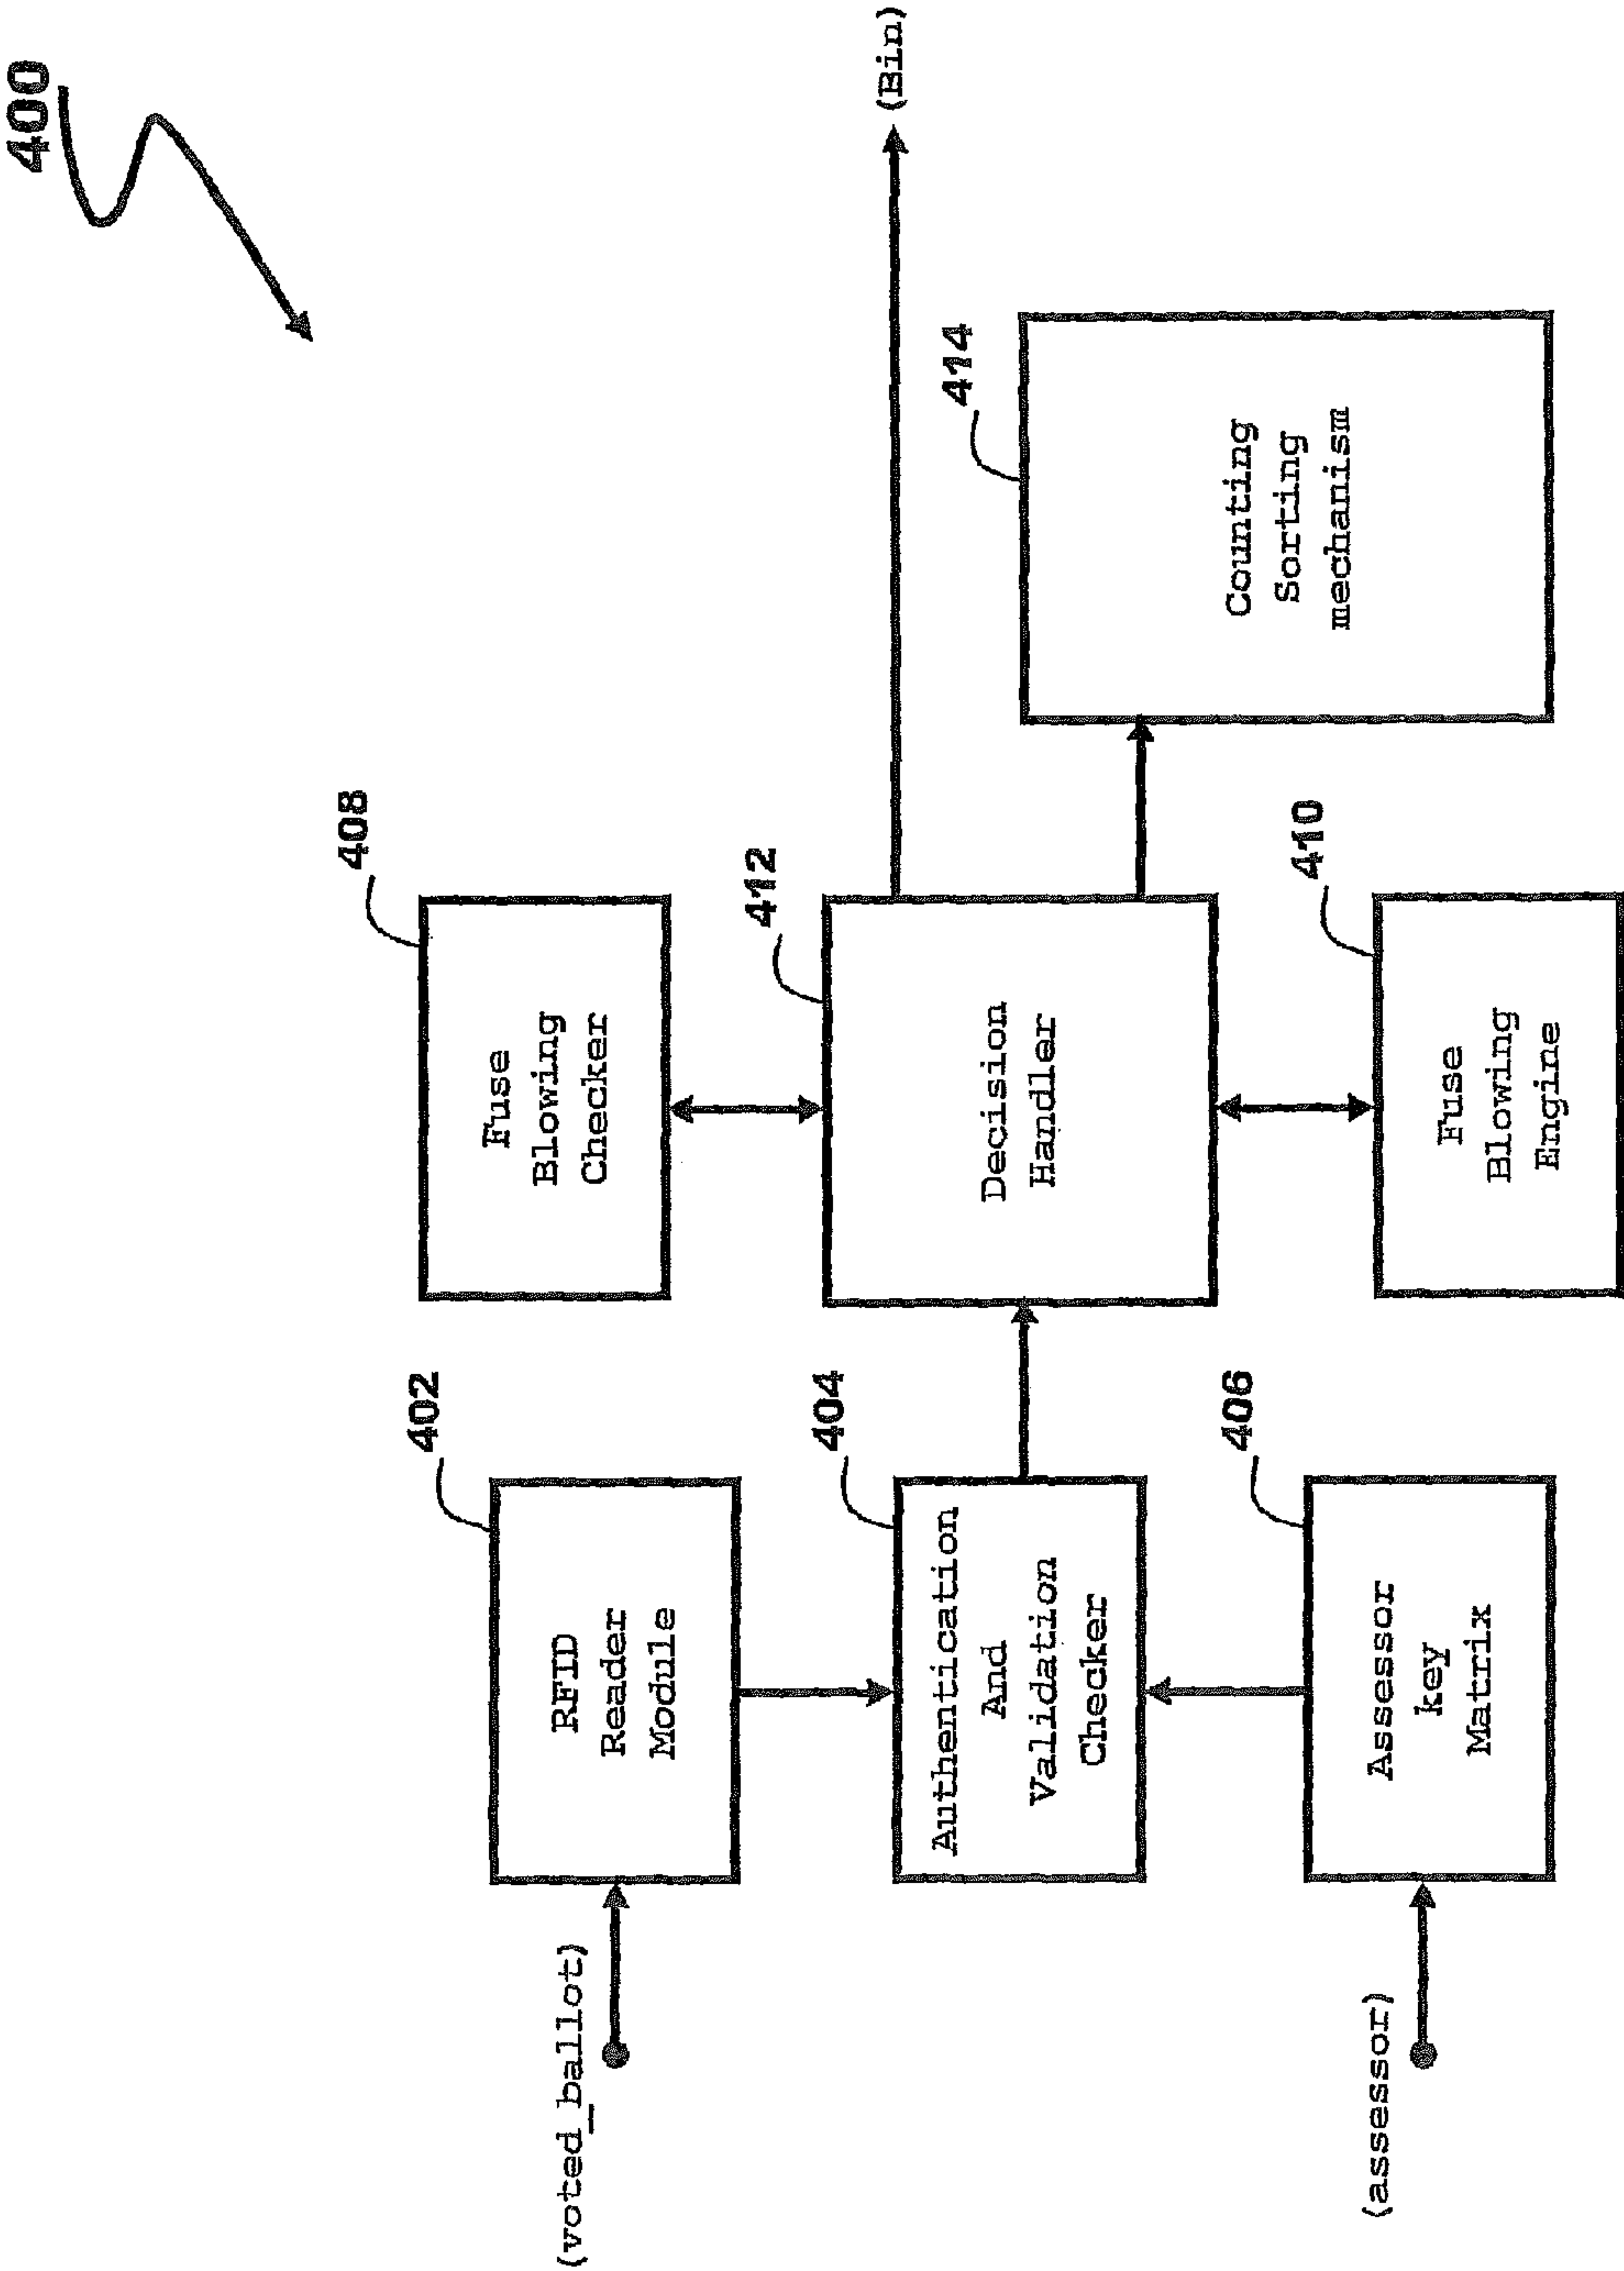 400
402
408
(voted_ballot)
RFID
Reader
Module
Fuse
Blowing
Checker
404
412
(Bin)
Authentication
And
Validation
Checker
Decision
Handler
414
Counting
Sorting
mechanism
406
410
(assessor)
Assessor
key
Matrix
Fuse
Blowing
Engine